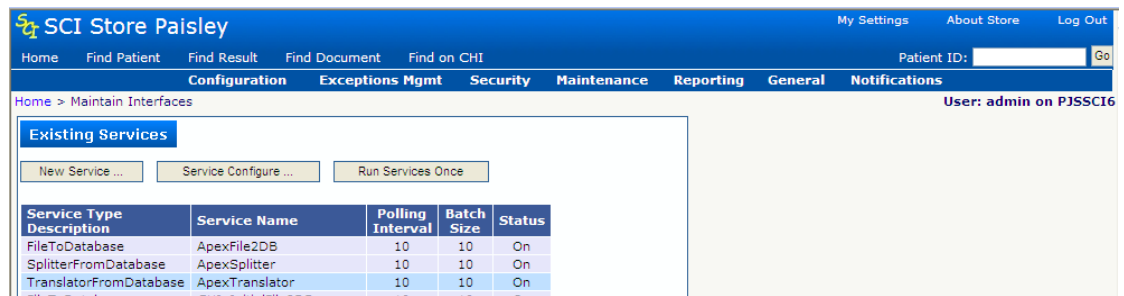 SCI Store Paisley My Settings About Store Log Out
Home Find Patient Find Result Find Document Find on CHI Patient ID: Go
Configuration Exceptions Mgmt Security Maintenance Reporting General Notifications
Home > Maintain Interfaces User: admin on PJSSCI6
Existing Services
New Service ... Service Configure ... Run Services Once
Service Type Description Service Name Polling Interval Batch Size Status
FileToDatabase ApexFile2DB 10 10 On
SplitterFromDatabase ApexSplitter 10 10 On
TranslatorFromDatabase ApexTranslator 10 10 On